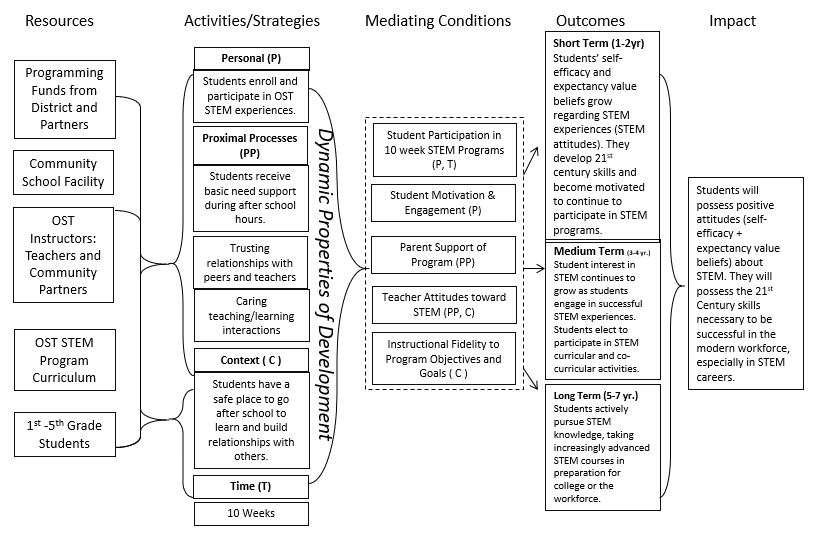 Resources
Activities/Strategies
Mediating Conditions
Outcomes
Impact
Programming
Funds from
District and
Partners
Community
School Facility
OST
Instructors:
Teachers and
Community
Partners
OST STEM
Program
Curriculum
1st -5th Grade
Students
Personal (P)
Students enroll and
participate in OST
STEM experiences.
Proximal Processes
(PP)
Students receive
basic need support
during after school
hours.
Trusting
relationships with
peers and teachers
Caring
teaching/learning
interactions
Context ( C )
Students have a
safe place to go
after school to
learn and build
relationships with
others.
Time (T)
10 Weeks
Dynamic Properties of Development
Student Participation in
10 week STEM Programs
(P, T)
Student Motivation &
Engagement (P)
Parent Support of
Program (PP)
Teacher Attitudes toward
STEM (PP, C)
Instructional Fidelity to
Program Objectives and
Goals ( C )
Short Term (1-2yr)
Students’ self-
efficacy and
expectancy value
beliefs grow
regarding STEM
experiences (STEM
attitudes). They
develop 21st
century skills and
become motivated
to continue to
participate in STEM
programs.
Medium Term (3-4 yr.)
Student interest in
STEM continues to
grow as students
engage in successful
STEM experiences.
Students elect to
participate in STEM
curricular and co-
curricular activities.
Long Term (5-7 yr.)
Students actively
pursue STEM
knowledge, taking
increasingly advanced
STEM courses in
preparation for
college or the
workforce.
Students will
possess positive
attitudes (self-
efficacy +
expectancy value
beliefs) about
STEM. They will
possess the 21st
Century skills
necessary to be
successful in the
modern workforce,
especially in STEM
careers.